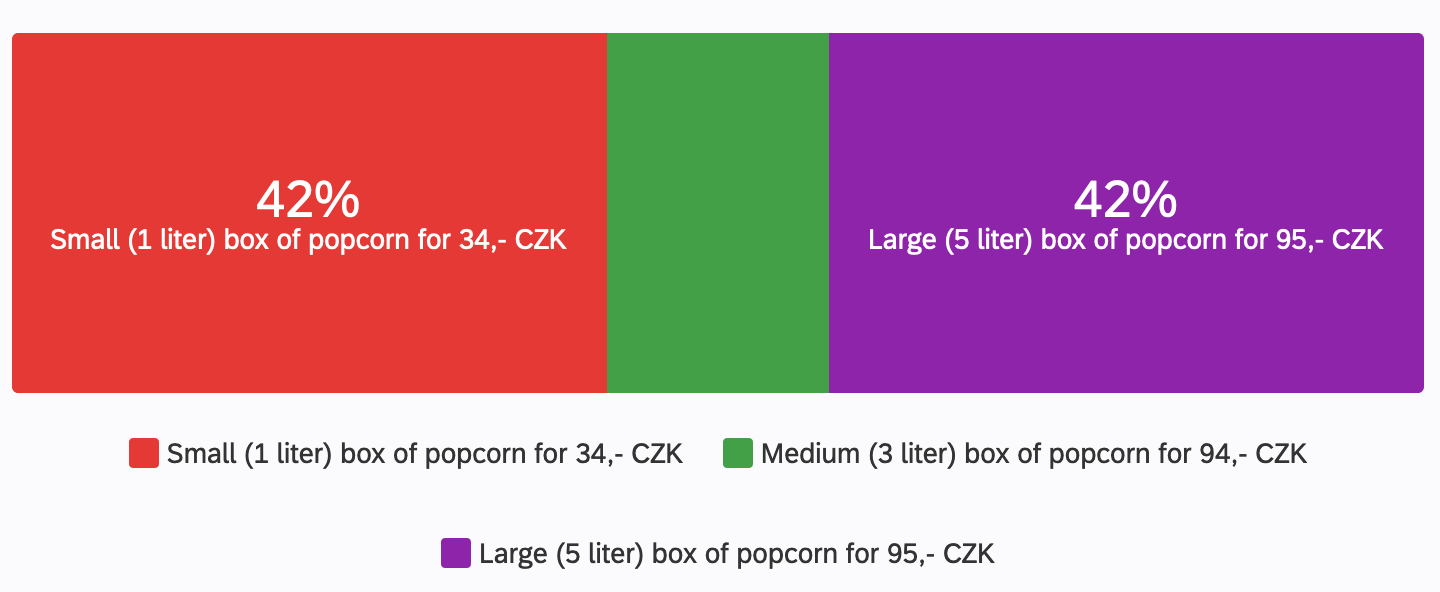 42%
Small (1 liter) box of popcorn for 34,- CZK
42%
Large (5 liter) box of popcorn for 95,- CZK
Small (1 liter) box of popcorn for 34,- CZK
Medium (3 liter) box of popcorn for 94,- CZK
Large (5 liter) box of popcorn for 95,- CZK